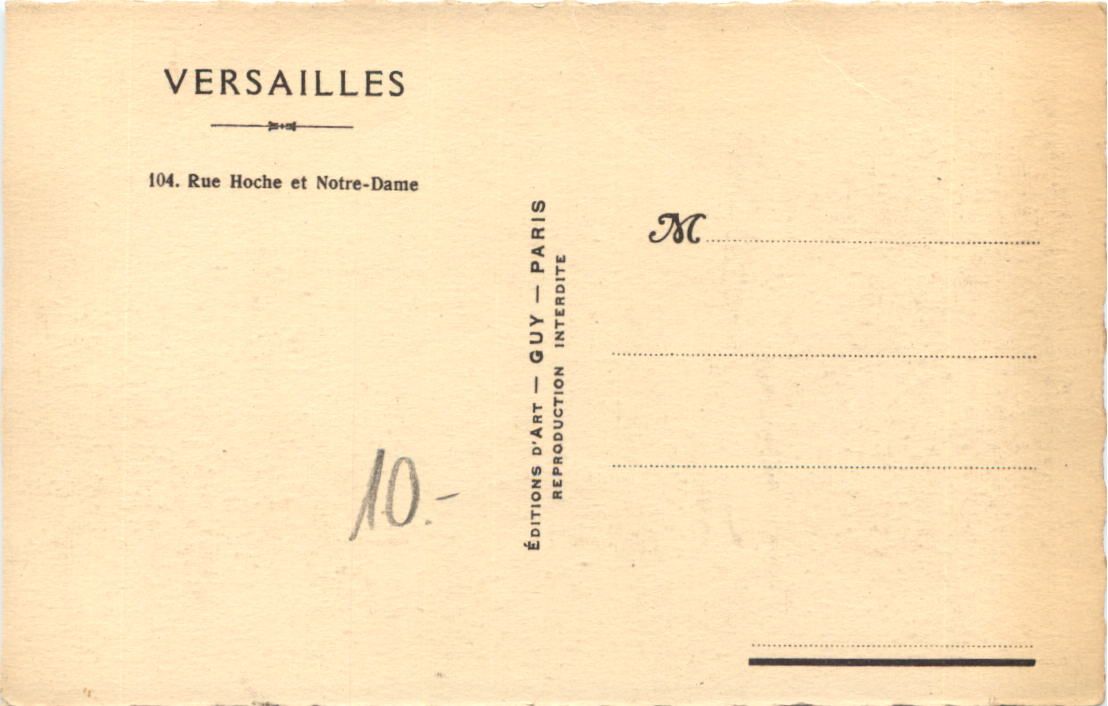 VERSAILLES
104. Rue Hoche et Notre-Dame
ÉDITIONS D'ART — GUY — PARIS
REPRODUCTION INTERDITE
M
10.-